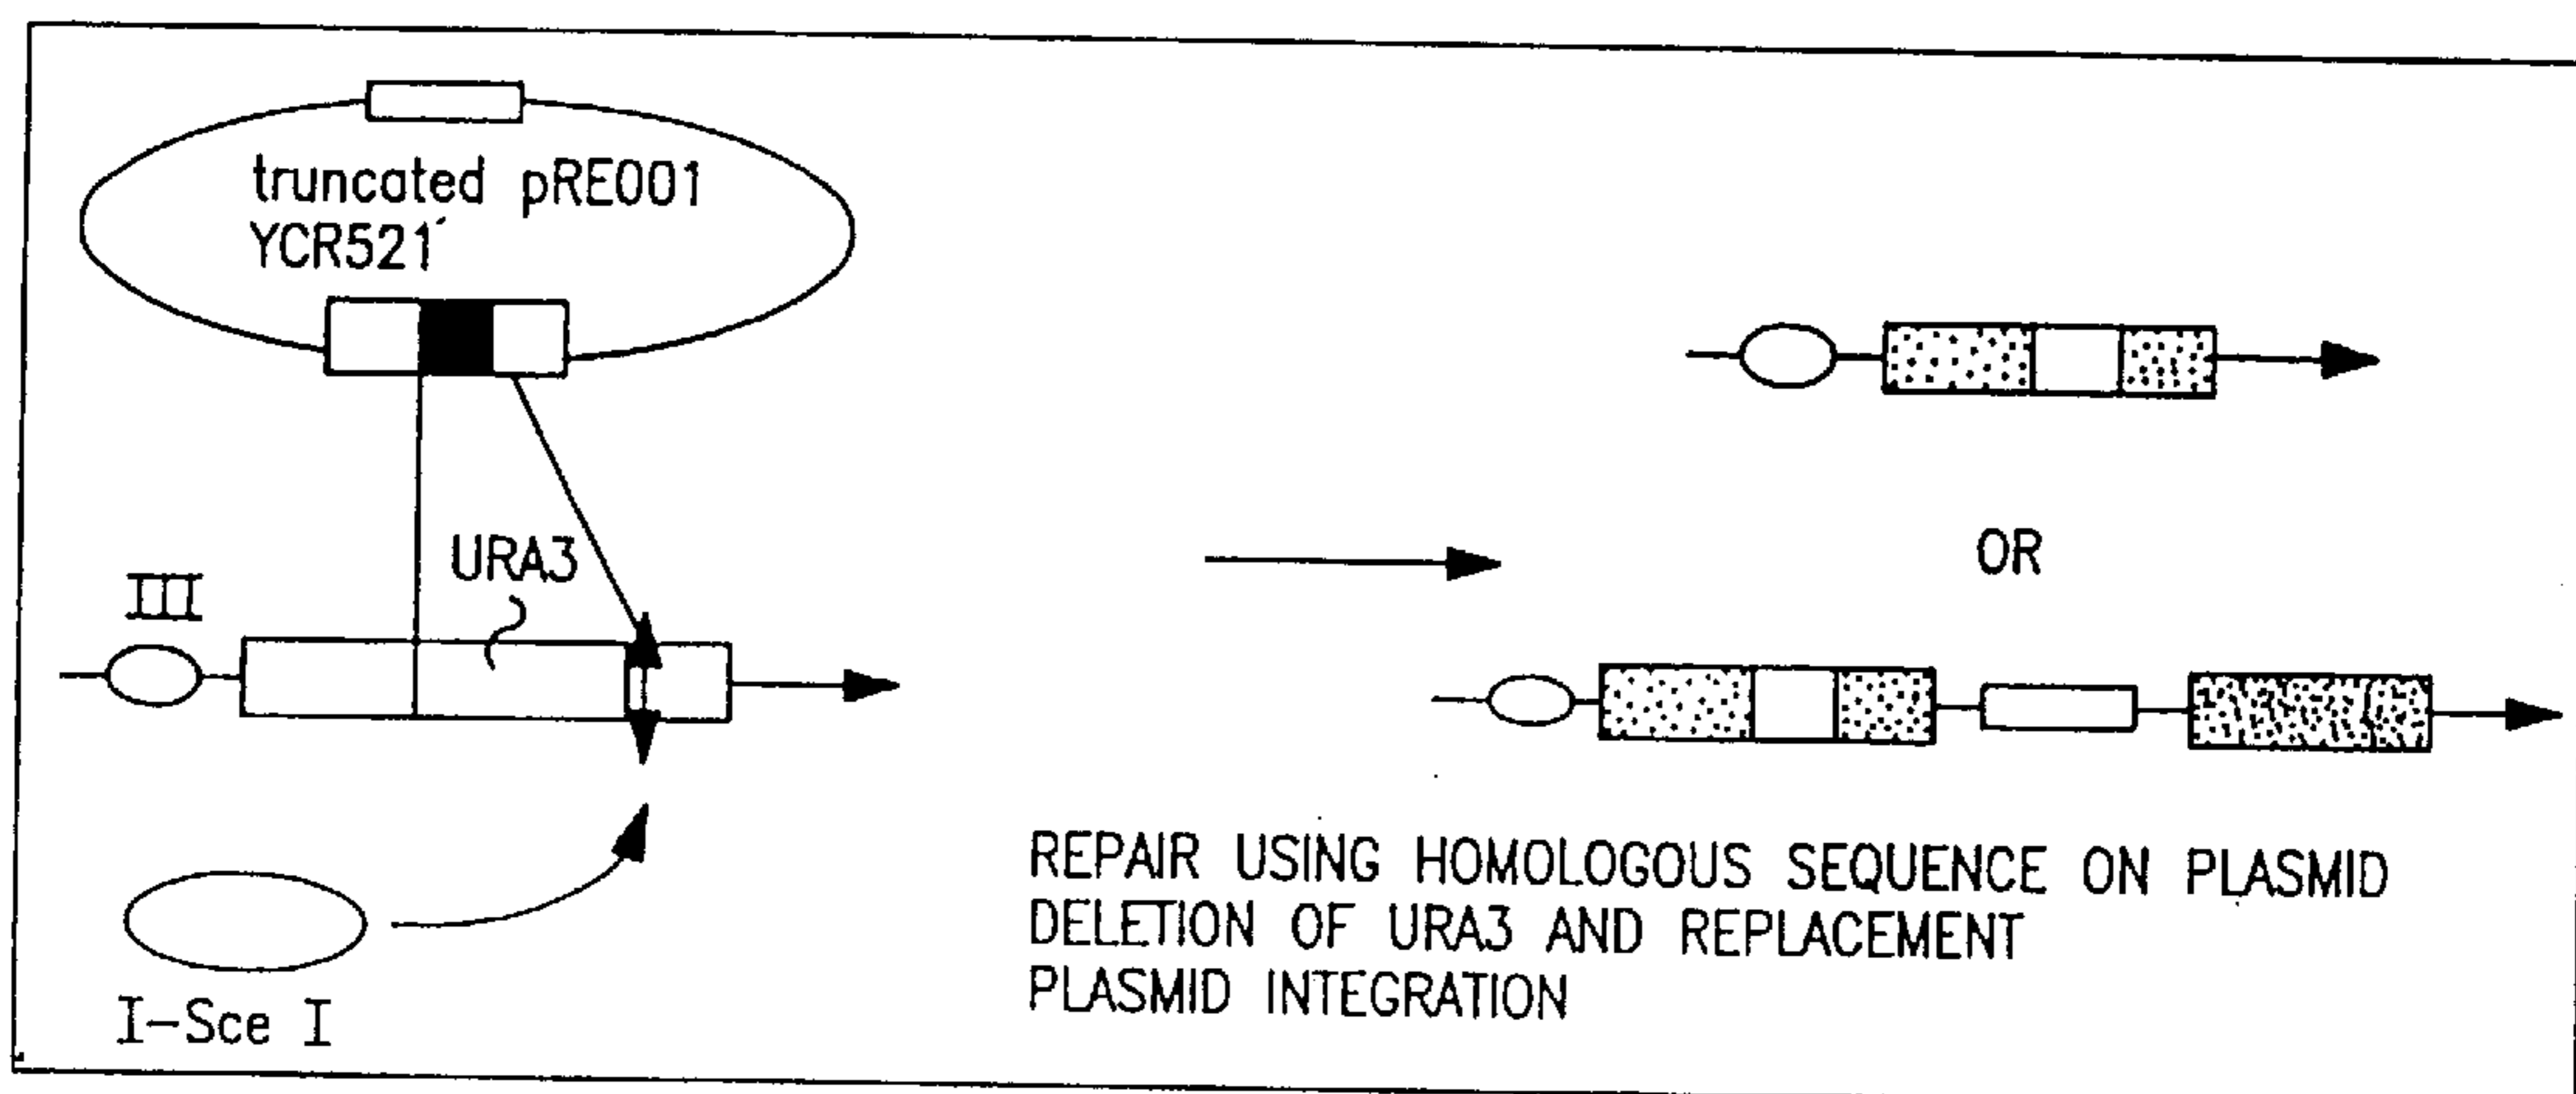 truncated pRE001
YCR521´
URA3
III
I-Sce I
OR
REPAIR USING HOMOLOGOUS SEQUENCE ON PLASMID
DELETION OF URA3 AND REPLACEMENT
PLASMID INTEGRATION